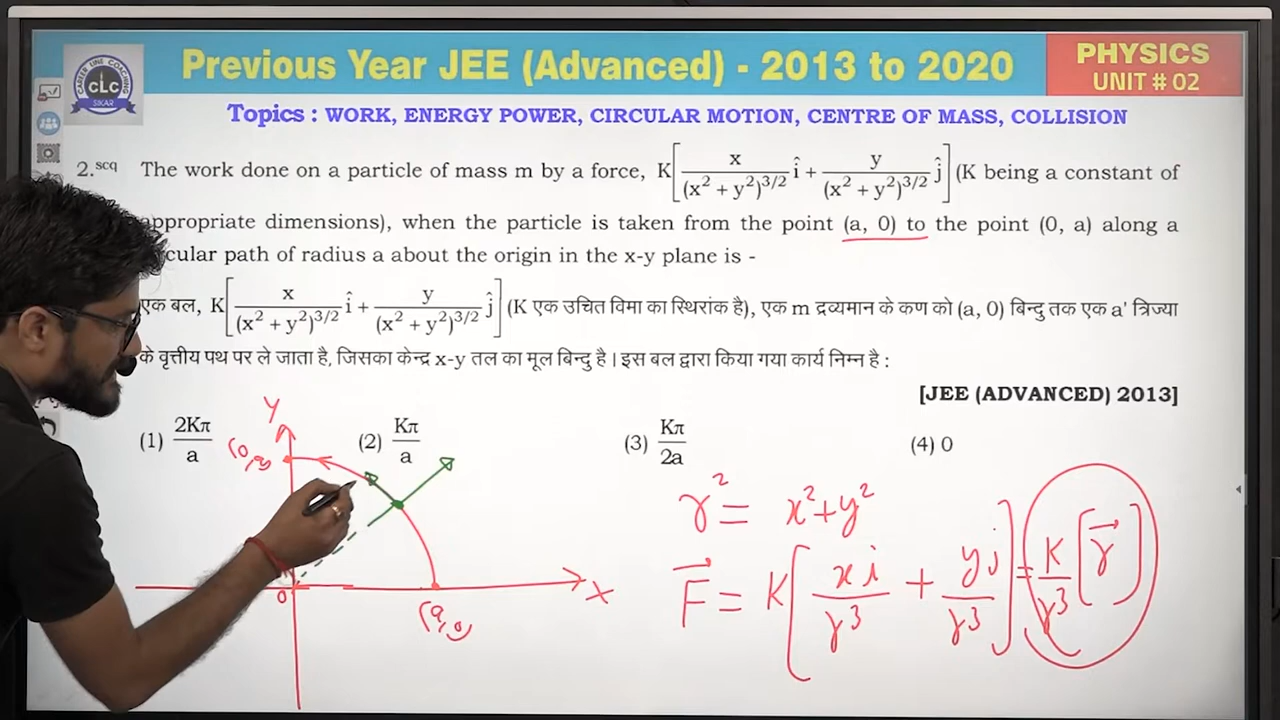 Previous Year JEE (Advanced) - 2013 to 2020
PHYSICS
UNIT # 02
CAREER LINE COACHING
CLC
SIKAR
Topics : WORK, ENERGY POWER, CIRCULAR MOTION, CENTRE OF MASS, COLLISION
2.scq The work done on a particle of mass m by a force, K[x/(x² + y²)^3/2 î + y/(x² + y²)^3/2 ĵ] (K being a constant of
appropriate dimensions), when the particle is taken from the point (a, 0) to the point (0, a) along a
cular path of radius a about the origin in the x-y plane is -
एक बल, K[x/(x² + y²)^3/2 î + y/(x² + y²)^3/2 ĵ] (K एक उचित विमा का स्थिरांक है), एक m द्रव्यमान के कण को (a, 0) बिन्दु तक एक a' त्रिज्या
के वृत्तीय पथ पर ले जाता है, जिसका केन्द्र x-y तल का मूल बिन्दु है। इस बल द्वारा किया गया कार्य निम्न है :
[JEE (ADVANCED) 2013]
(1) 2Kπ/a (2) Kπ/a (3) Kπ/2a (4) 0
Y
(0,a)
0
(a,0)
X
r² = x²+y²
F⃗ = K[xi/r³ + yj/r³] = K/r³ [r⃗]